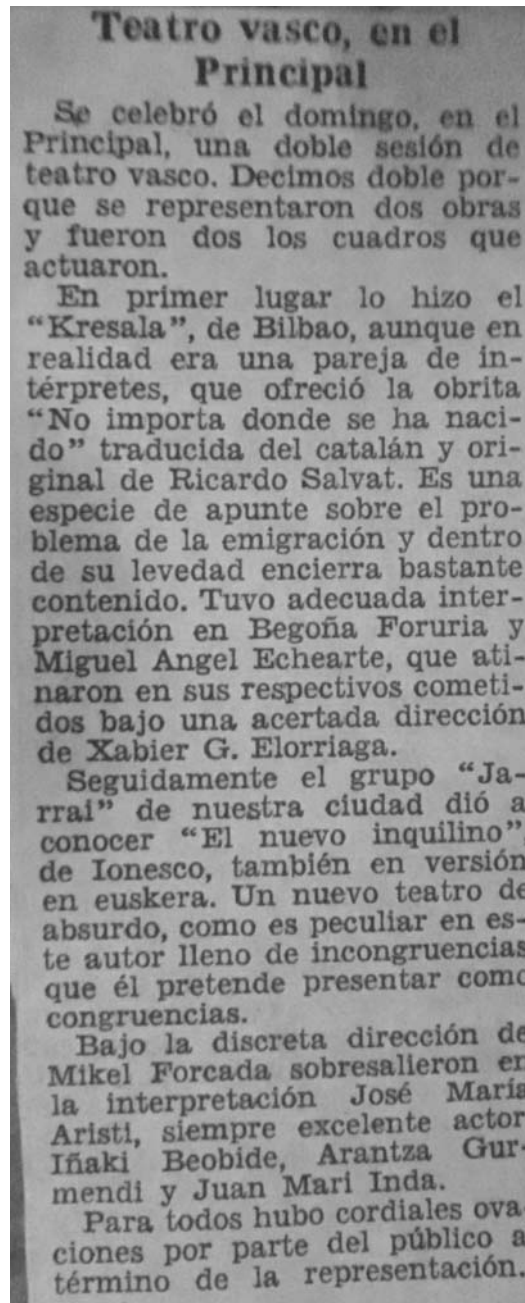 Teatro vasco, en el
Principal
Se celebró el domingo, en el
Principal, una doble sesión de
teatro vasco. Decimos doble por-
que se representaron dos obras
y fueron dos los cuadros que
actuaron.
En primer lugar lo hizo el
“Kresala”, de Bilbao, aunque en
realidad era una pareja de in-
térpretes, que ofreció la obrita
“No importa donde se ha naci-
do” traducida del catalán y ori-
ginal de Ricardo Salvat. Es una
especie de apunte sobre el pro-
blema de la emigración y dentro
de su levedad encierra bastante
contenido. Tuvo adecuada inter-
pretación en Begoña Foruria y
Miguel Angel Echearte, que ati-
naron en sus respectivos cometi-
dos bajo una acertada dirección
de Xabier G. Elorriaga.
Seguidamente el grupo “Ja-
rrai” de nuestra ciudad dió a
conocer “El nuevo inquilino”,
de Ionesco, también en versión
en euskera. Un nuevo teatro de
absurdo, como es peculiar en es-
te autor lleno de incongruencias
que él pretende presentar como
congruencias.
Bajo la discreta dirección de
Mikel Forcada sobresalieron en
la interpretación José María
Aristi, siempre excelente actor
Iñaki Beobide, Arantza Gur-
mendi y Juan Mari Inda.
Para todos hubo cordiales ova-
ciones por parte del público a
término de la representación.